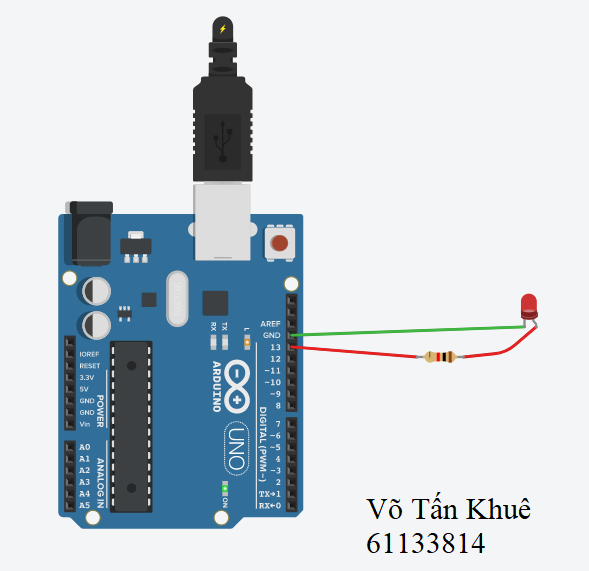 AREF
GND
13
12
~11
~10
~9
8
7
~6
~5
4
~3
2
TX→1
RX←0
DIGITAL (PWM~)
IOREF
RESET
3.3V
5V
GND
GND
Vin
POWER
A0
A1
A2
A3
A4
A5
ANALOG IN
RX
TX
L
ARDUINO
UNO
ON
Võ Tấn Khuê
61133814